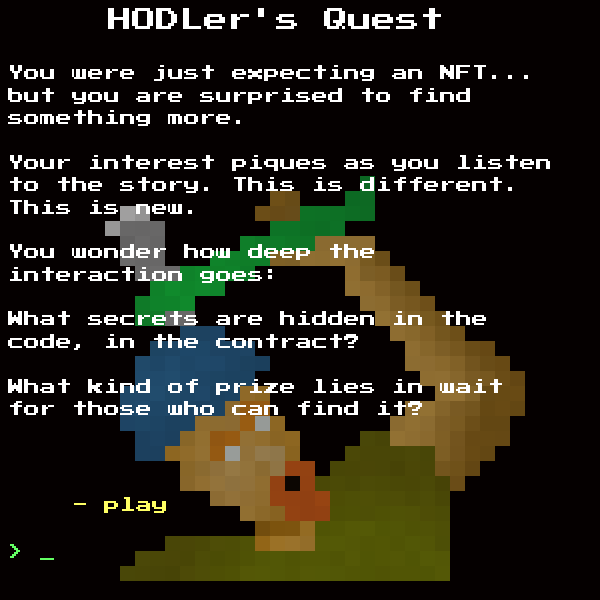 HODLer's Quest
You were just expecting an NFT...
but you are surprised to find
something more.
Your interest piques as you listen
to the story. This is different.
This is new.
You wonder how deep the
interaction goes:
What secrets are hidden in the
code, in the contract?
What kind of prize lies in wait
for those who can find it?
- play
> _